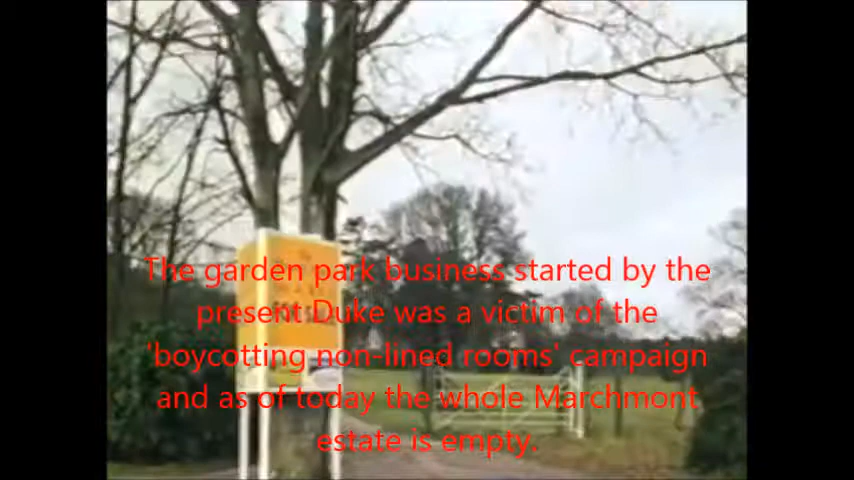 The garden park business started by the
present Duke was a victim of the
'boycotting non-lined rooms' campaign
and as of today the whole Marchmont
estate is empty.